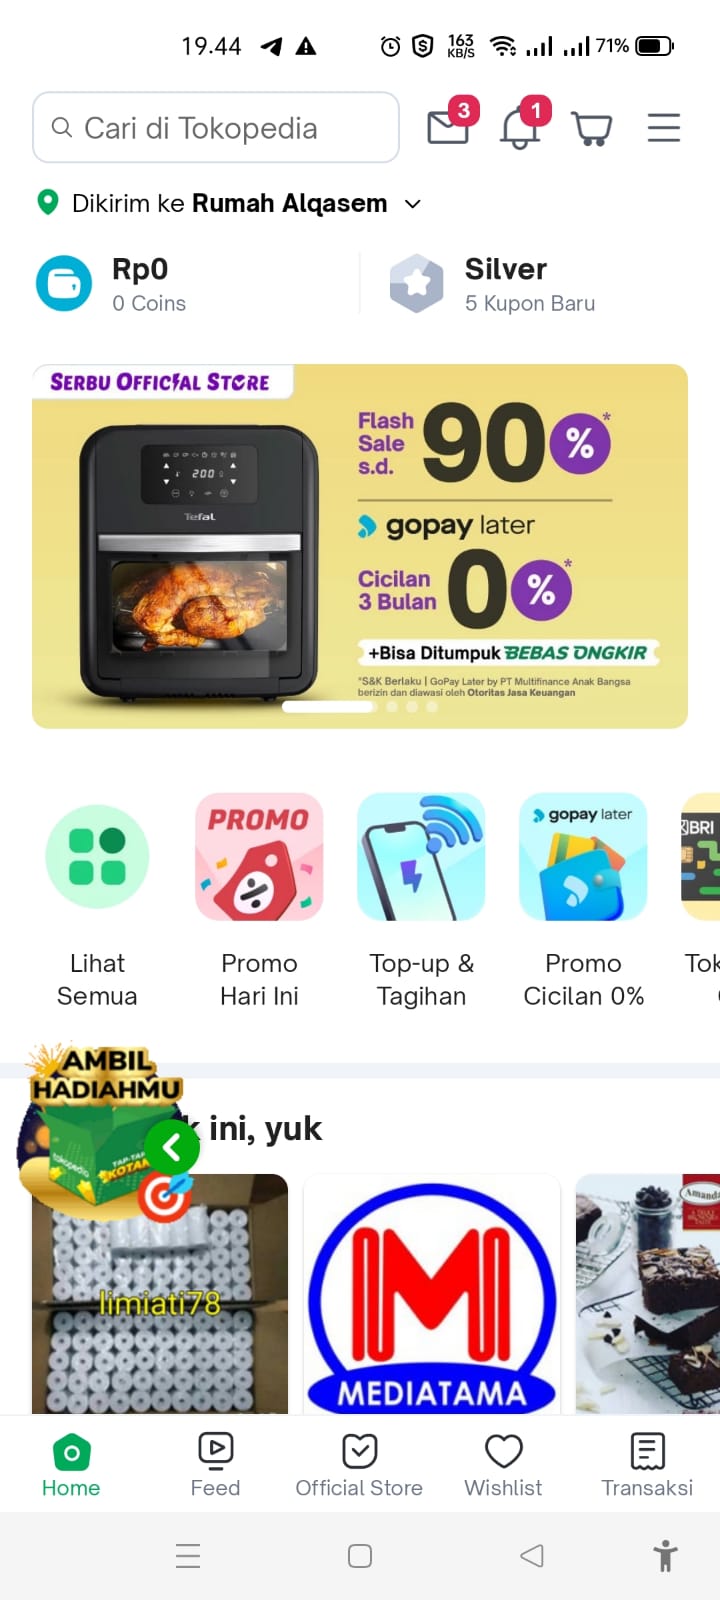 19.44
163
KB/S
71%
Cari di Tokopedia
3
1
Dikirim ke Rumah Alqasem
Rp0
0 Coins
Silver
5 Kupon Baru
SERBU OFFICIAL STORE
Flash
Sale
s.d.
90%*
gopay later
Cicilan
3 Bulan
0%*
+Bisa Ditumpuk BEBAS ONGKIR
*S&K Berlaku | GoPay Later by PT Multifinance Anak Bangsa
berizin dan diawasi oleh Otoritas Jasa Keuangan
200
Tefal
PROMO
gopay later
BRI
Lihat
Semua
Promo
Hari Ini
Top-up &
Tagihan
Promo
Cicilan 0%
Tok
AMBIL
HADIAHMU
tokopedia
TAP-TAP
KOTAK
k ini, yuk
limiati78
M
MEDIATAMA
Amanda
Home
Feed
Official Store
Wishlist
Transaksi